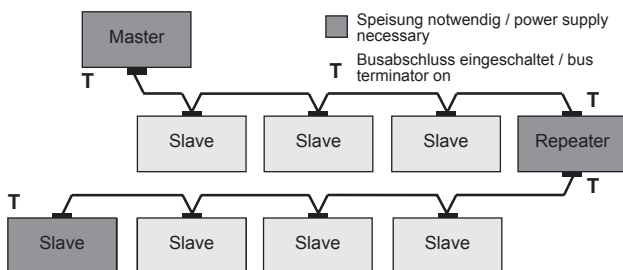 Master
T
Speisung notwendig / power supply
necessary
T Busabschluss eingeschaltet / bus
terminator on
T
Slave
Slave
Slave
Repeater
T
T
Slave
Slave
Slave
Slave